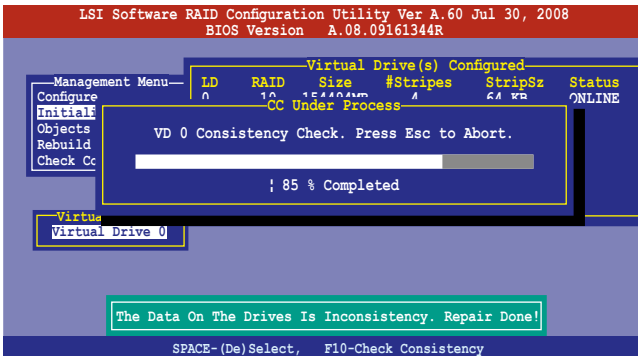 LSI Software RAID Configuration Utility Ver A.60 Jul 30, 2008
BIOS Version A.08.09161344R
Virtual Drive(s) Configured
Management Menu
LD RAID Size #Stripes StripSz Status
Configure
0 10 154494MB 4 64 KB ONLINE
CC Under Process
Initiali
Objects
VD 0 Consistency Check. Press Esc to Abort.
Rebuild
Check Co
¦ 85 % Completed
Virtua
Virtual Drive 0
The Data On The Drives Is Inconsistency. Repair Done!
SPACE-(De)Select, F10-Check Consistency